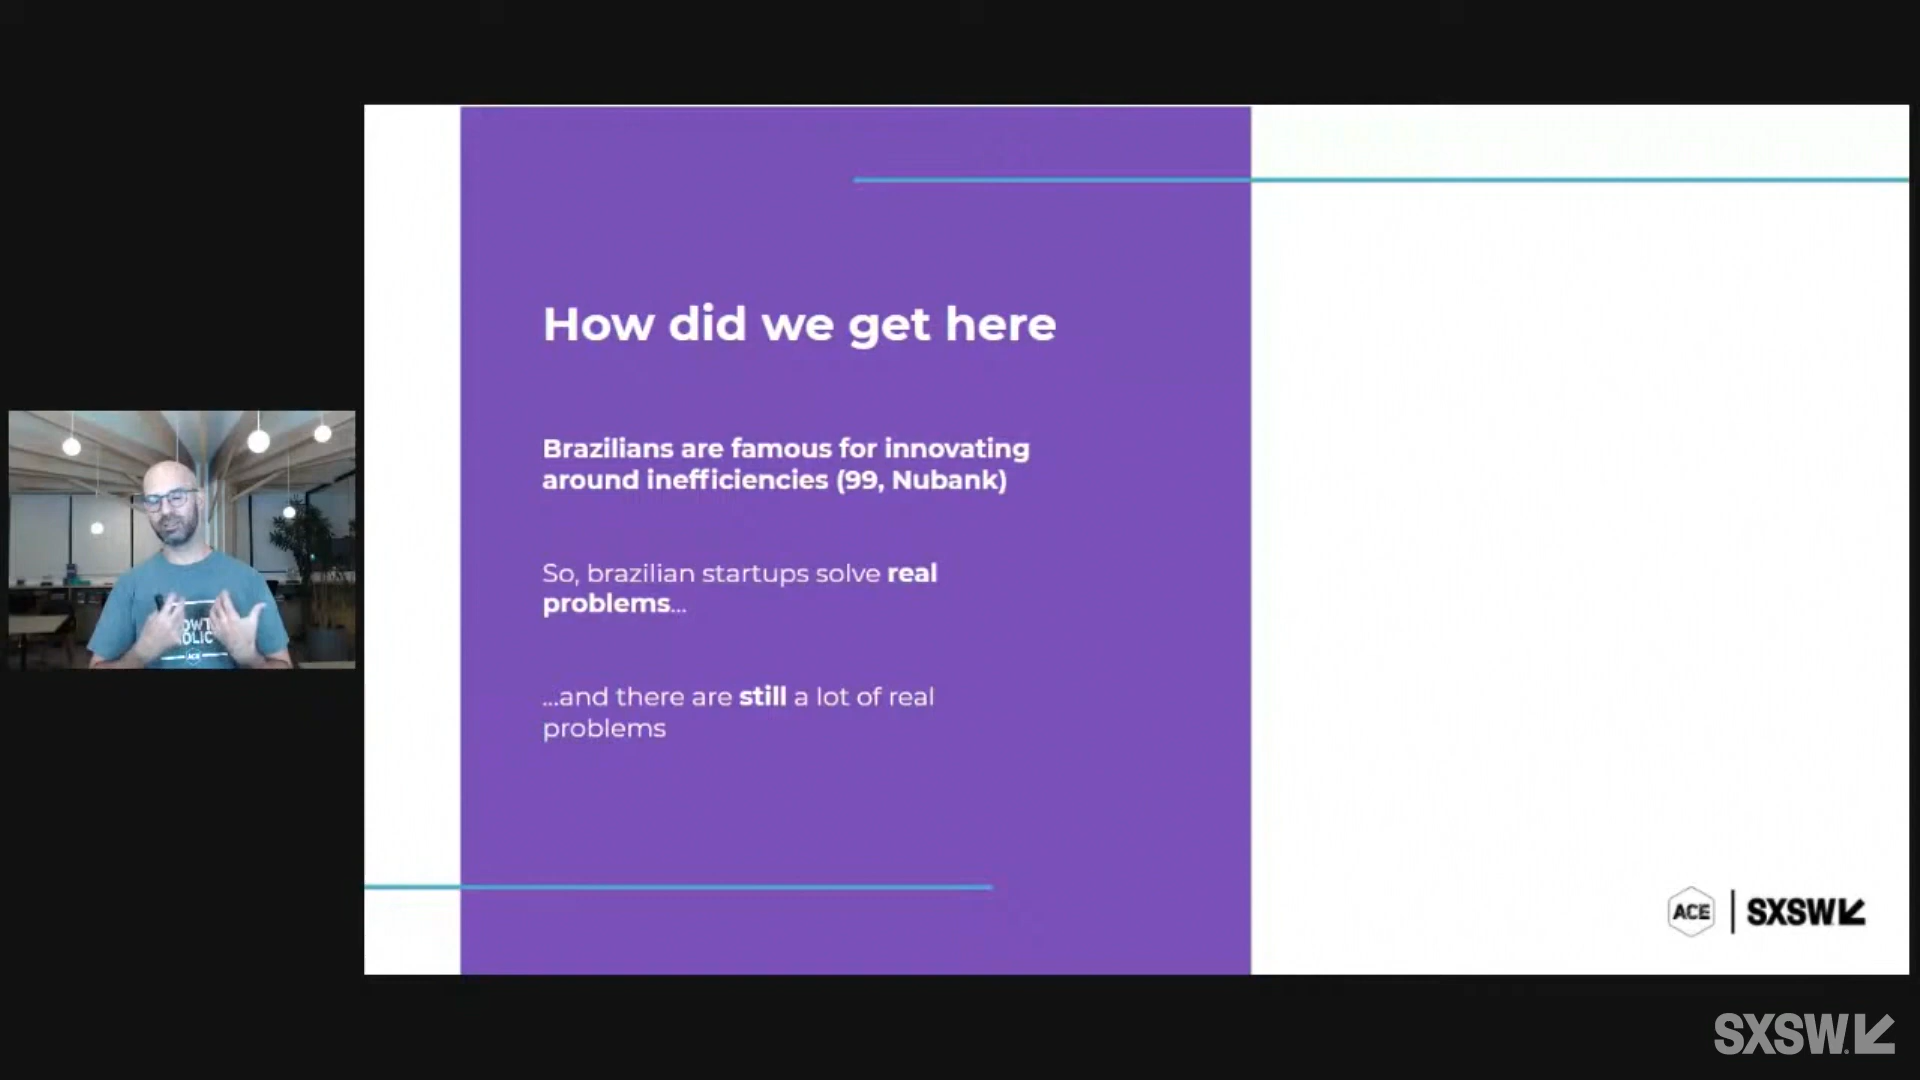 How did we get here
Brazilians are famous for innovating
around inefficiencies (99, Nubank)
So, brazilian startups solve real
problems...
...and there are still a lot of real
problems
ACE
SXSW
SXSW
ACE